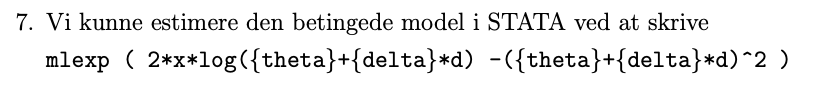 7. Vi kunne estimere den betingede model i STATA ved at skrive
mlexp ( 2*x*log({theta}+{delta}*d) -({theta}+{delta}*d)^2 )